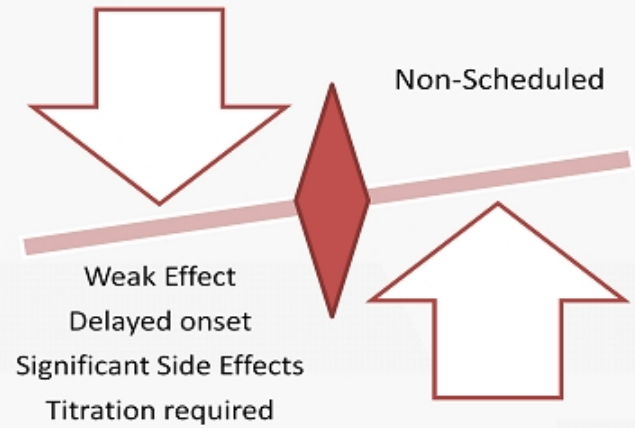 Non-Scheduled
Weak Effect
Delayed onset
Significant Side Effects
Titration required